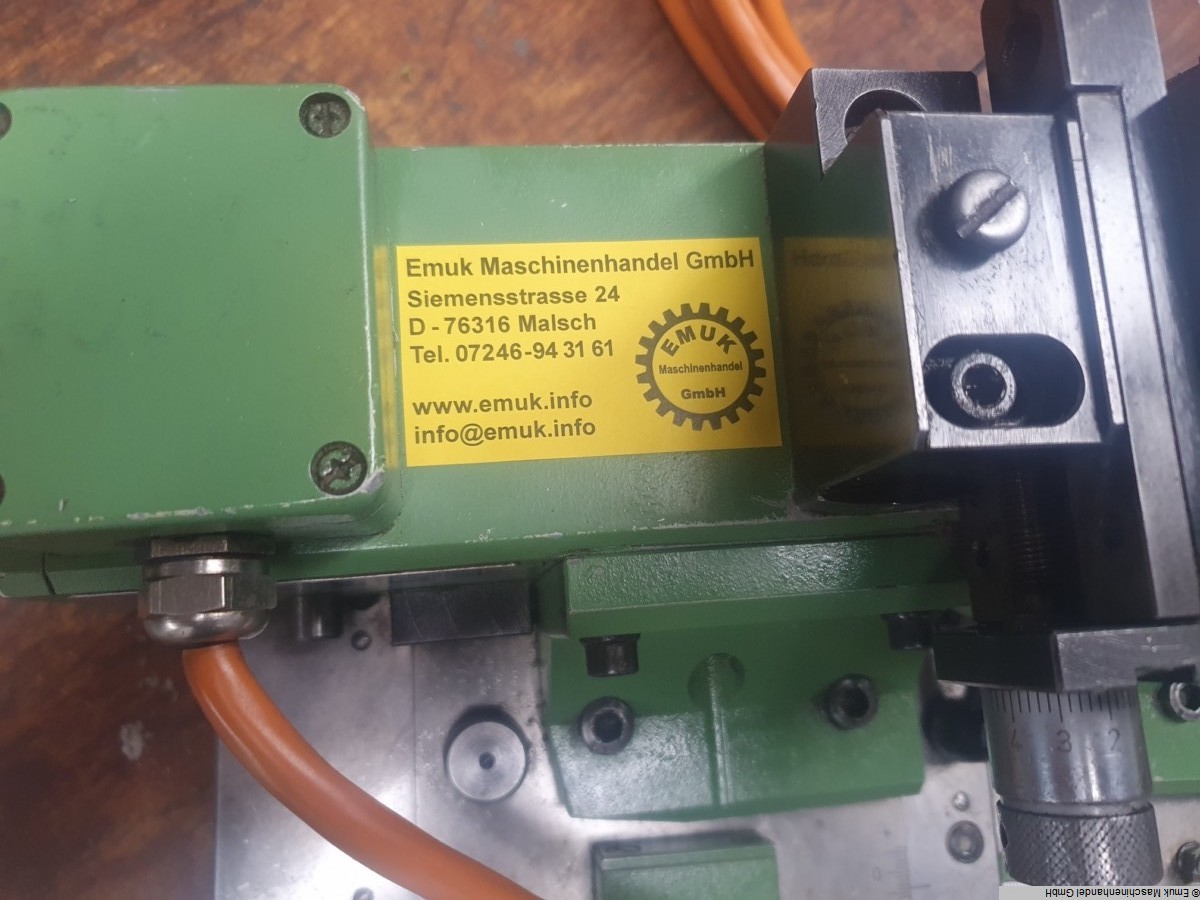 Emuk Maschinenhandel GmbH
Siemensstrasse 24
D - 76316 Malsch
Tel. 07246-94 31 61
www.emuk.info
info@emuk.info
EMUK
Maschinenhandel
GmbH
4 3 2
© Emuk Maschinenhandel GmbH